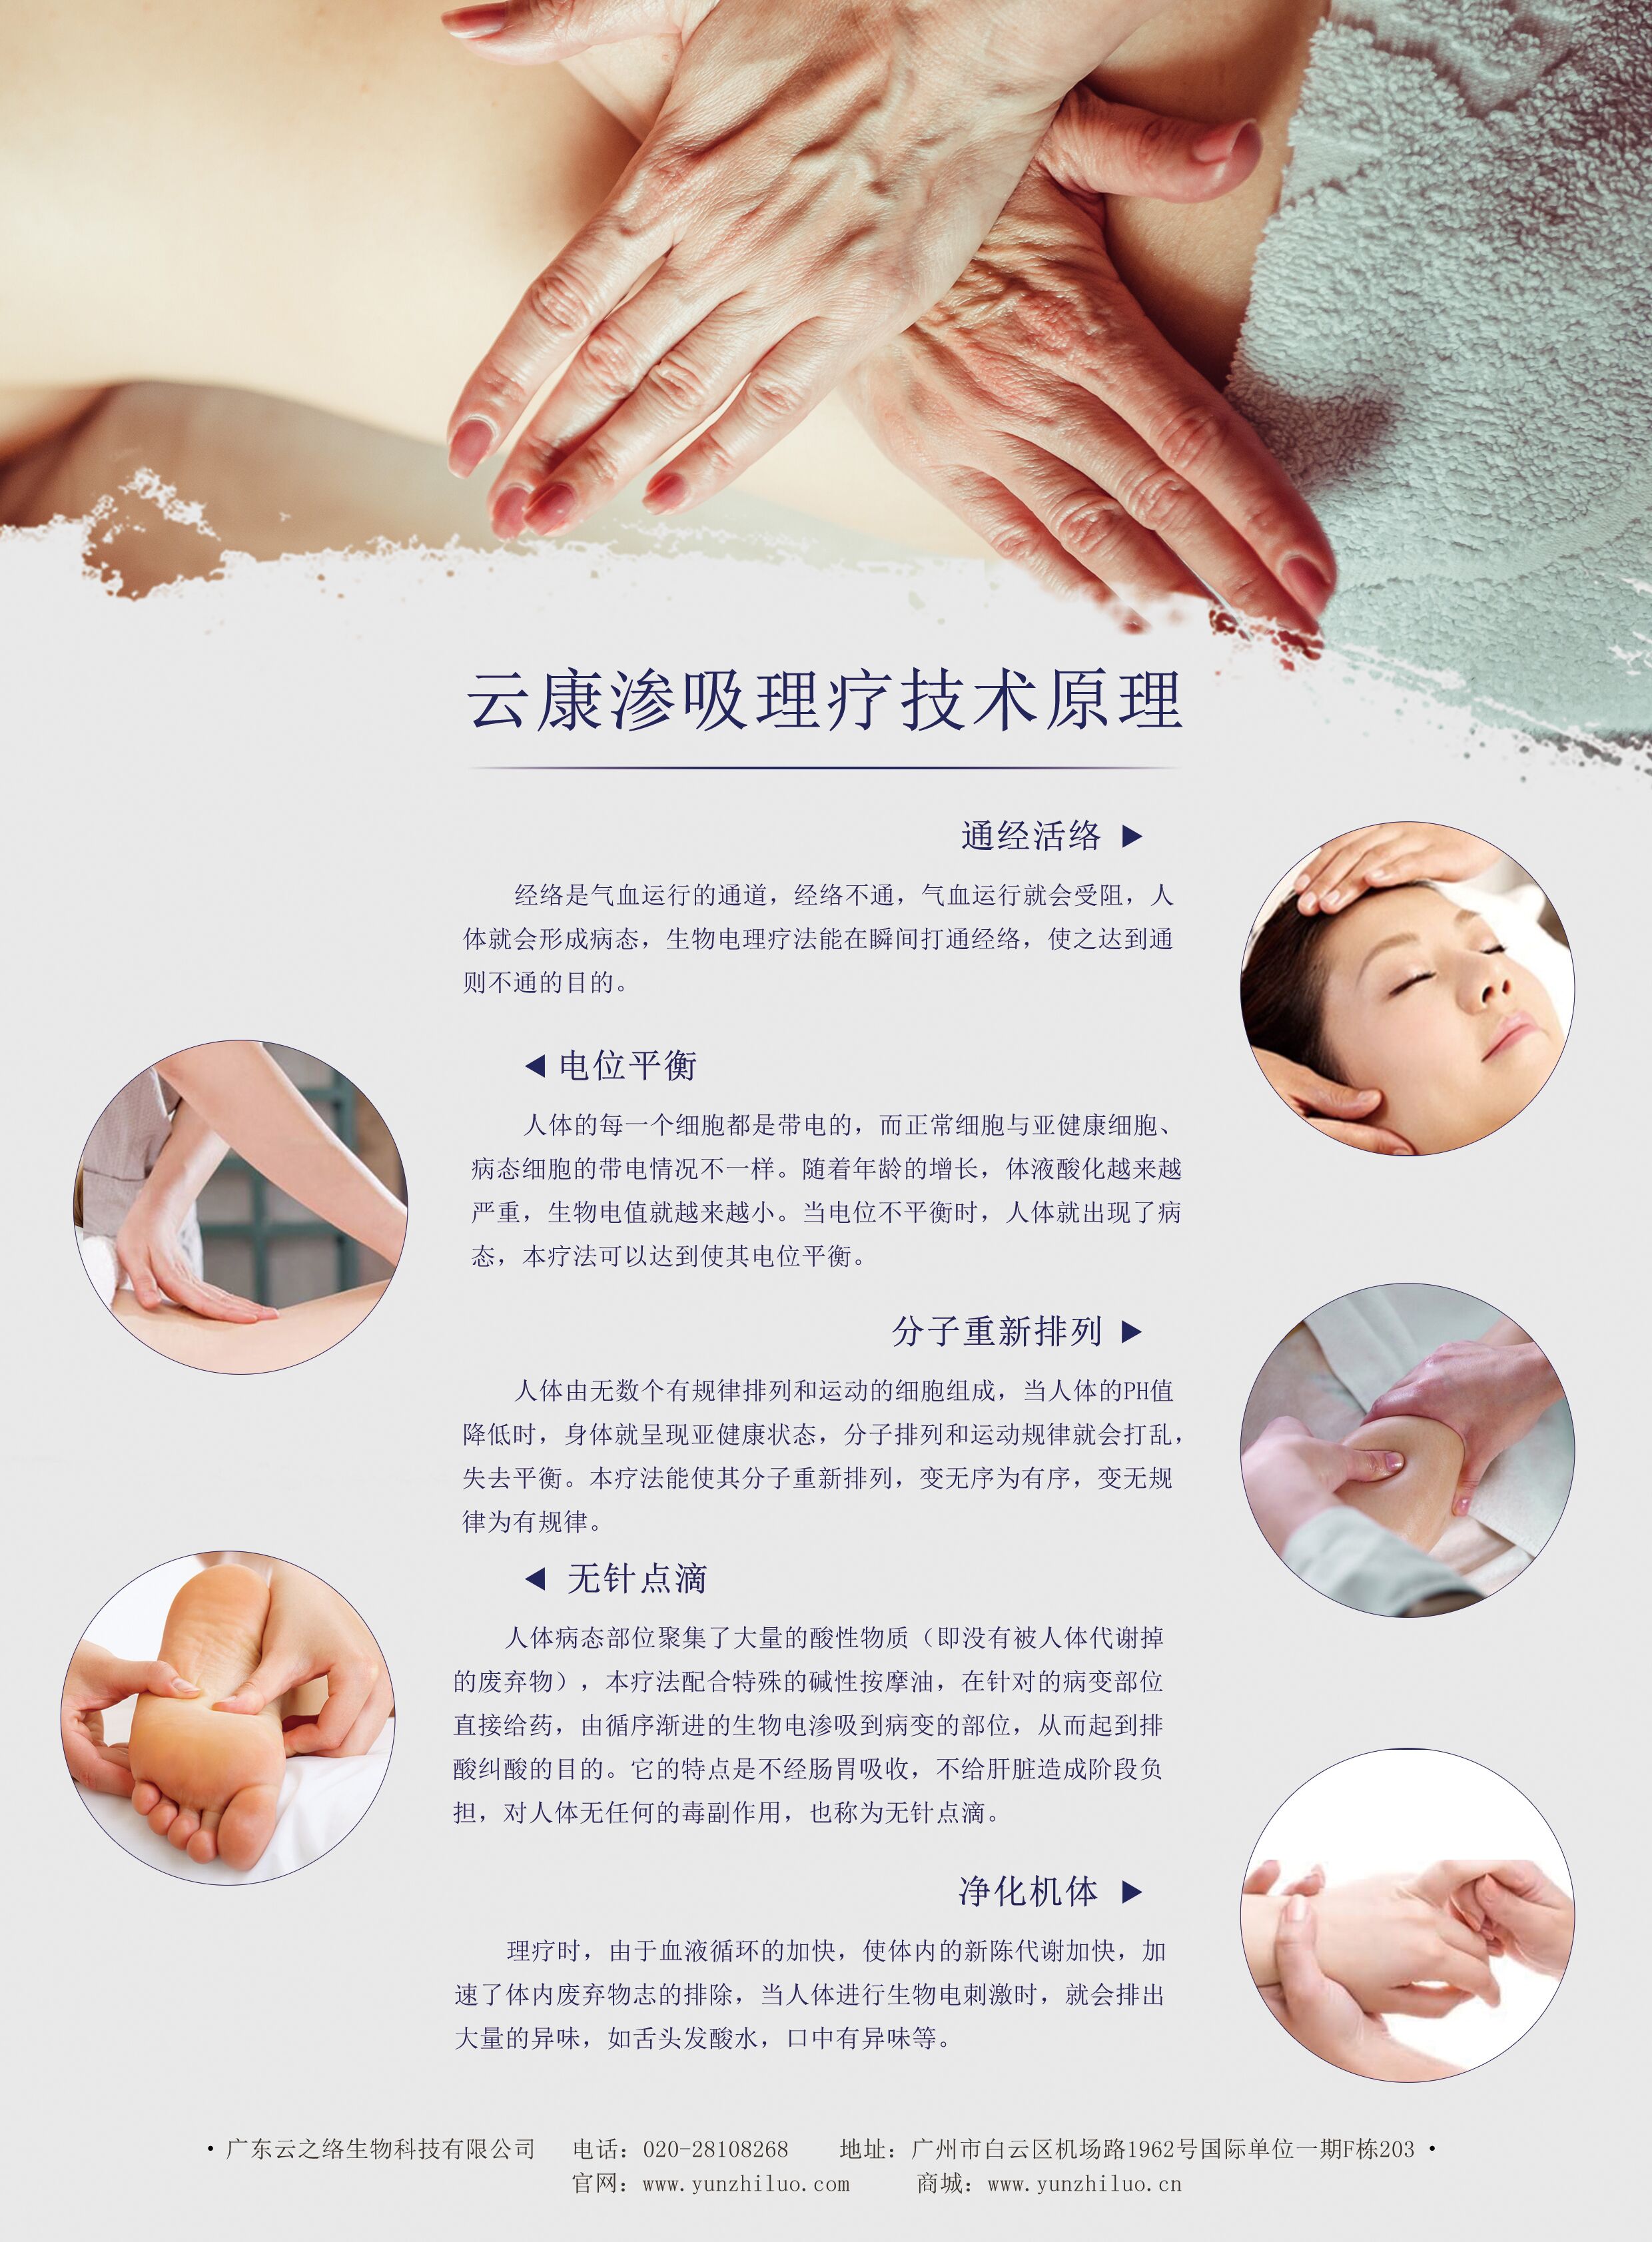 云康渗吸理疗技术原理
通经活络
经络是气血运行的通道，经络不通，气血运行就会受阻，人
体就会形成病态，生物电理疗法能在瞬间打通经络，使之达到通
则不通的目的。
电位平衡
人体的每一个细胞都是带电的，而正常细胞与亚健康细胞、
病态细胞的带电情况不一样。随着年龄的增长，体液酸化越来越
严重，生物电值就越来越小。当电位不平衡时，人体就出现了病
态，本疗法可以达到使其电位平衡。
分子重新排列
人体由无数个有规律排列和运动的细胞组成，当人体的PH值
降低时，身体就呈现亚健康状态，分子排列和运动规律就会打乱，
失去平衡。本疗法能使其分子重新排列，变无序为有序，变无规
律为有规律。
无针点滴
人体病态部位聚集了大量的酸性物质（即没有被人体代谢掉
的废弃物），本疗法配合特殊的碱性按摩油，在针对的病变部位
直接给药，由循序渐进的生物电渗吸到病变的部位，从而起到排
酸纠酸的目的。它的特点是不经肠胃吸收，不给肝脏造成阶段负
担，对人体无任何的毒副作用，也称为无针点滴。
净化机体
理疗时，由于血液循环的加快，使体内的新陈代谢加快，加
速了体内废弃物志的排除，当人体进行生物电刺激时，就会排出
大量的异味，如舌头发酸水，口中有异味等。
·广东云之络生物科技有限公司 电话：020-28108268 地址：广州市白云区机场路1962号国际单位一期F栋203·
官网：www.yunzhiluo.com 商城：www.yunzhiluo.cn